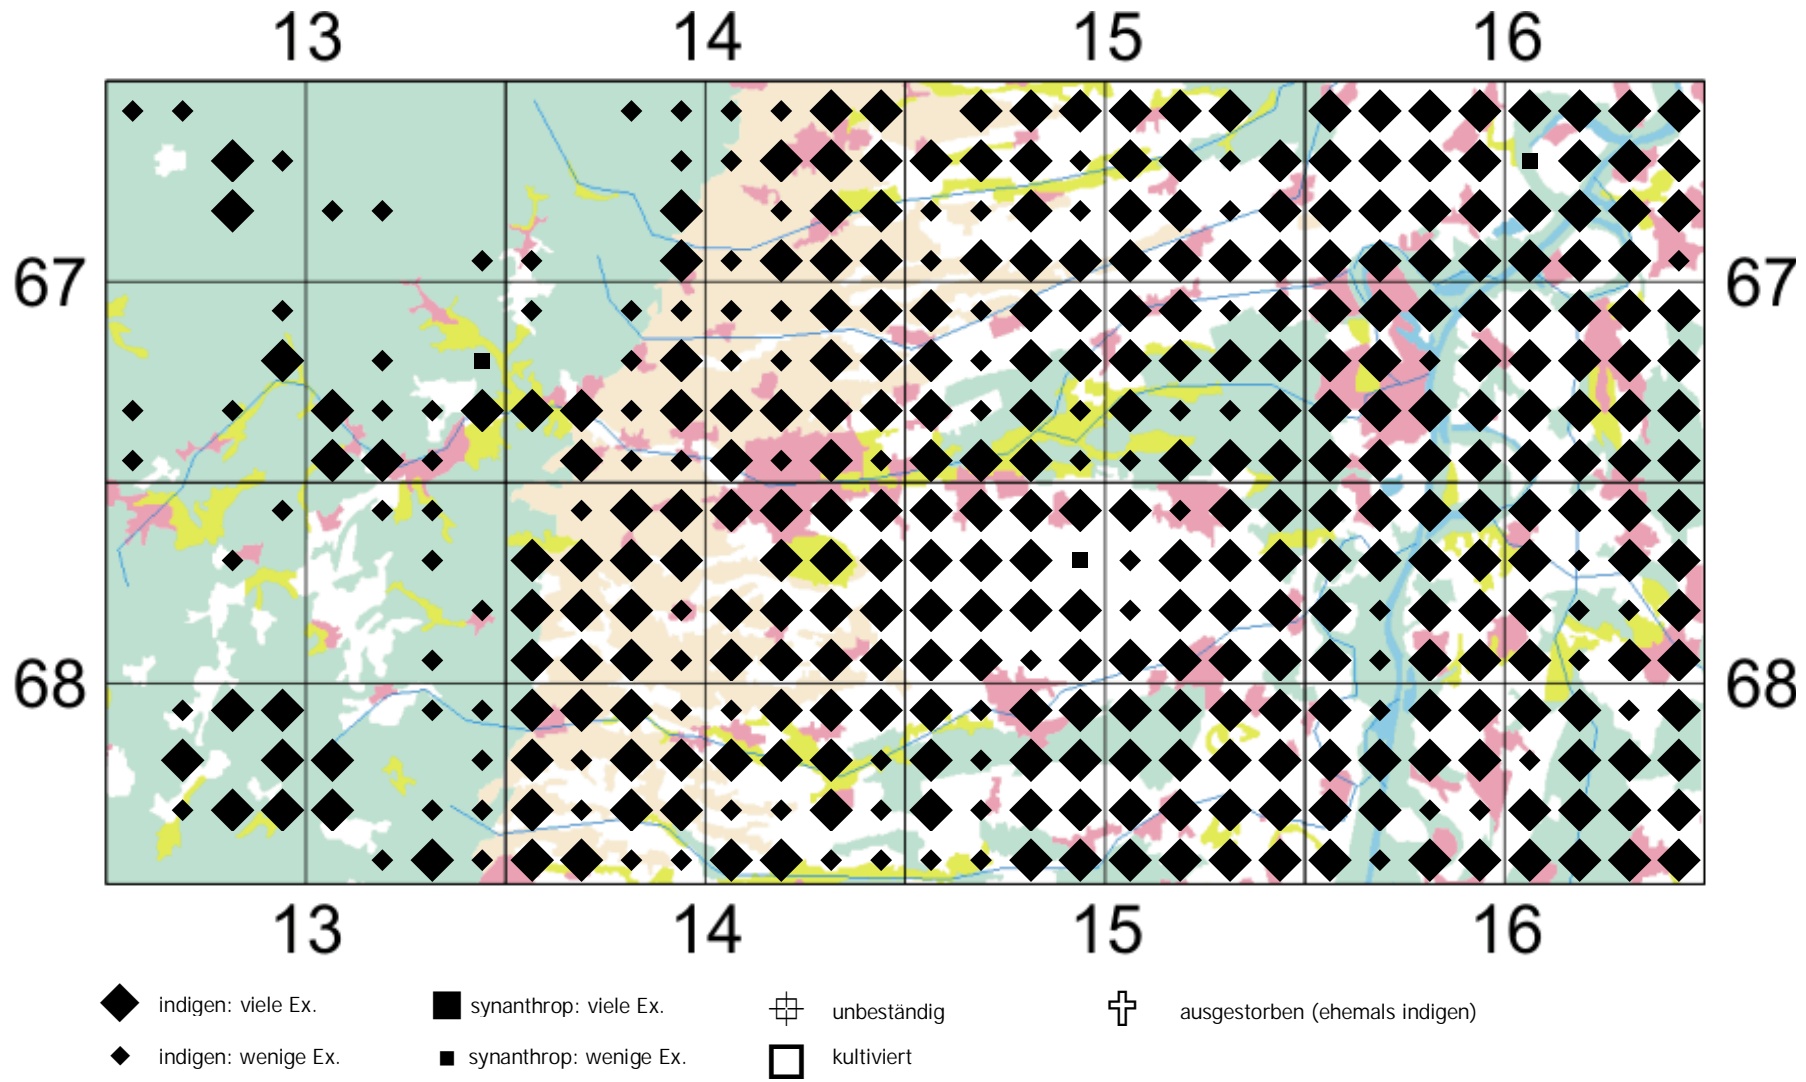 13 14 15 16
67 67
68 68
13 14 15 16
indigen: viele Ex. synanthrop: viele Ex. unbeständig ausgestorben (ehemals indigen)
indigen: wenige Ex. synanthrop: wenige Ex. kultiviert